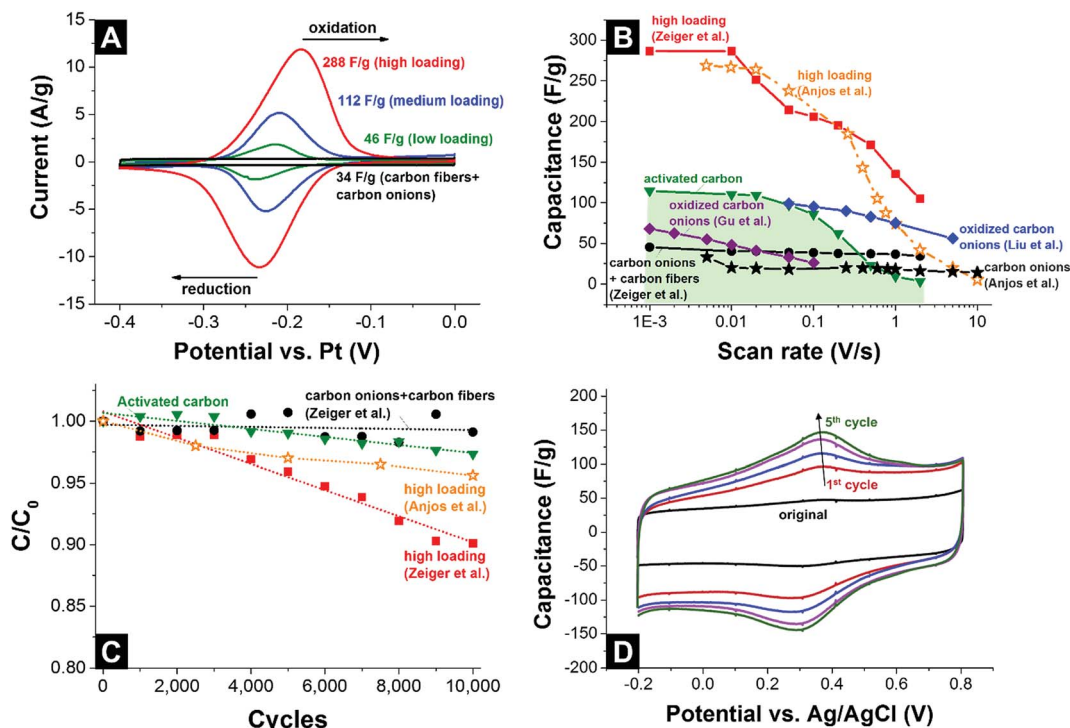 A
15
10
5
0
-5
-10
-15
Current (A/g)
oxidation
288 F/g (high loading)
112 F/g (medium loading)
46 F/g (low loading)
34 F/g (carbon fibers+
carbon onions)
reduction
-0.4
-0.3
-0.2
-0.1
0.0
Potential vs. Pt (V)
B
300
250
200
150
100
50
0
Capacitance (F/g)
high loading
(Zeiger et al.)
high loading
(Anjos et al.)
activated carbon
oxidized carbon
onions (Gu et al.)
oxidized carbon
onions (Liu et al.)
carbon onions
+ carbon fibers
(Zeiger et al.)
carbon onions
(Anjos et al.)
1E-3
0.01
0.1
1
10
Scan rate (V/s)
C
1.00
0.95
0.90
0.85
0.80
C/C0
Activated carbon
carbon onions+carbon fibers
(Zeiger et al.)
high loading
(Anjos et al.)
high loading
(Zeiger et al.)
0
2,000
4,000
6,000
8,000
10,000
Cycles
D
200
150
100
50
0
-50
-100
-150
-200
Capacitance (F/g)
5th cycle
1st cycle
original
-0.2
0.0
0.2
0.4
0.6
0.8
Potential vs. Ag/AgCl (V)